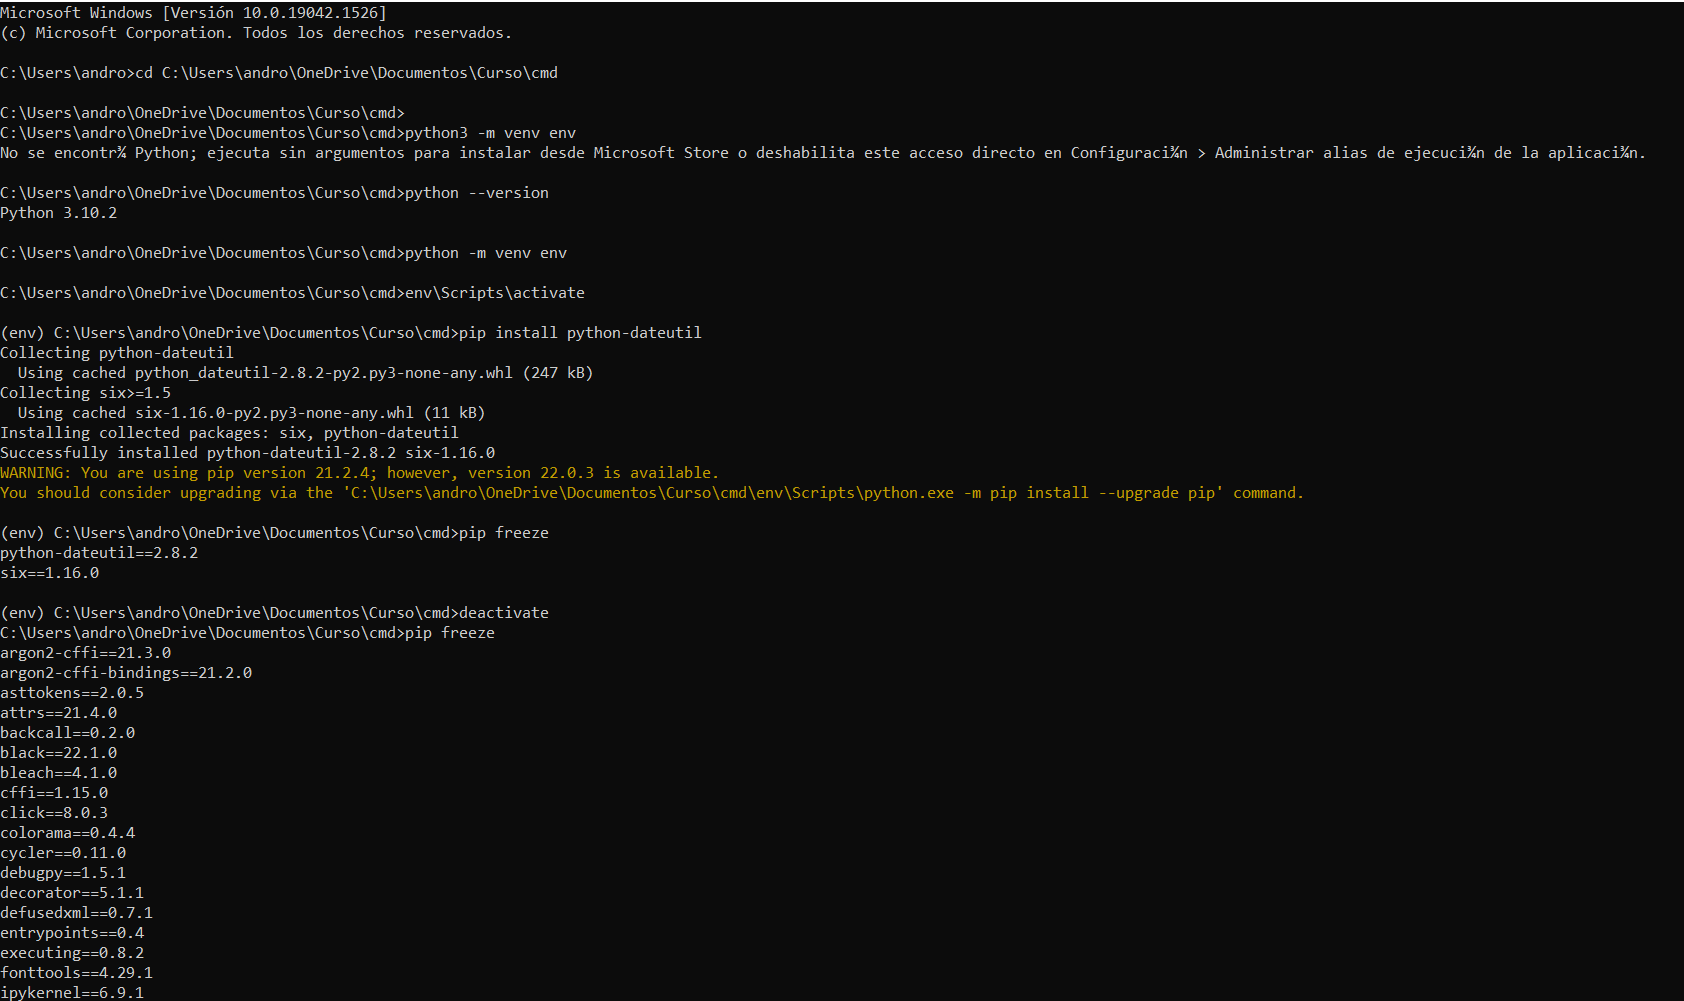 Microsoft Windows [Versión 10.0.19042.1526]
(c) Microsoft Corporation. Todos los derechos reservados.
C:\Users\andro>cd C:\Users\andro\OneDrive\Documentos\Curso\cmd
C:\Users\andro\OneDrive\Documentos\Curso\cmd>
C:\Users\andro\OneDrive\Documentos\Curso\cmd>python3 -m venv env
No se encontr¾ Python; ejecuta sin argumentos para instalar desde Microsoft Store o deshabilita este acceso directo en Configuraci¾n > Administrar alias de ejecuci¾n de la aplicaci¾n.
C:\Users\andro\OneDrive\Documentos\Curso\cmd>python --version
Python 3.10.2
C:\Users\andro\OneDrive\Documentos\Curso\cmd>python -m venv env
C:\Users\andro\OneDrive\Documentos\Curso\cmd>env\Scripts\activate
(env) C:\Users\andro\OneDrive\Documentos\Curso\cmd>pip install python-dateutil
Collecting python-dateutil
  Using cached python_dateutil-2.8.2-py2.py3-none-any.whl (247 kB)
Collecting six>=1.5
  Using cached six-1.16.0-py2.py3-none-any.whl (11 kB)
Installing collected packages: six, python-dateutil
Successfully installed python-dateutil-2.8.2 six-1.16.0
WARNING: You are using pip version 21.2.4; however, version 22.0.3 is available.
You should consider upgrading via the 'C:\Users\andro\OneDrive\Documentos\Curso\cmd\env\Scripts\python.exe -m pip install --upgrade pip' command.
(env) C:\Users\andro\OneDrive\Documentos\Curso\cmd>pip freeze
python-dateutil==2.8.2
six==1.16.0
(env) C:\Users\andro\OneDrive\Documentos\Curso\cmd>deactivate
C:\Users\andro\OneDrive\Documentos\Curso\cmd>pip freeze
argon2-cffi==21.3.0
argon2-cffi-bindings==21.2.0
asttokens==2.0.5
attrs==21.4.0
backcall==0.2.0
black==22.1.0
bleach==4.1.0
cffi==1.15.0
click==8.0.3
colorama==0.4.4
cycler==0.11.0
debugpy==1.5.1
decorator==5.1.1
defusedxml==0.7.1
entrypoints==0.4
executing==0.8.2
fonttools==4.29.1
ipykernel==6.9.1